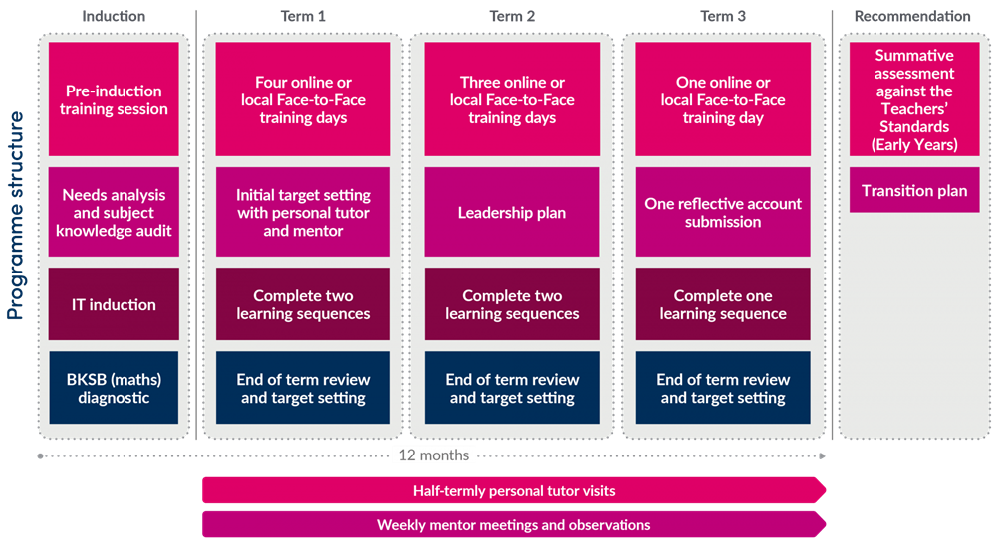 Programme structure
Induction
Term 1
Term 2
Term 3
Recommendation
Pre-induction
training session
Four online or
local Face-to-Face
training days
Three online or
local Face-to-Face
training days
One online or
local Face-to-Face
training day
Summative
assessment
against the
Teachers’
Standards
(Early Years)
Needs analysis
and subject
knowledge audit
Initial target setting
with personal tutor
and mentor
Leadership plan
One reflective account
submission
Transition plan
IT induction
Complete two
learning sequences
Complete two
learning sequences
Complete one
learning sequence
BKSB (maths)
diagnostic
End of term review
and target setting
End of term review
and target setting
End of term review
and target setting
12 months
Half-termly personal tutor visits
Weekly mentor meetings and observations